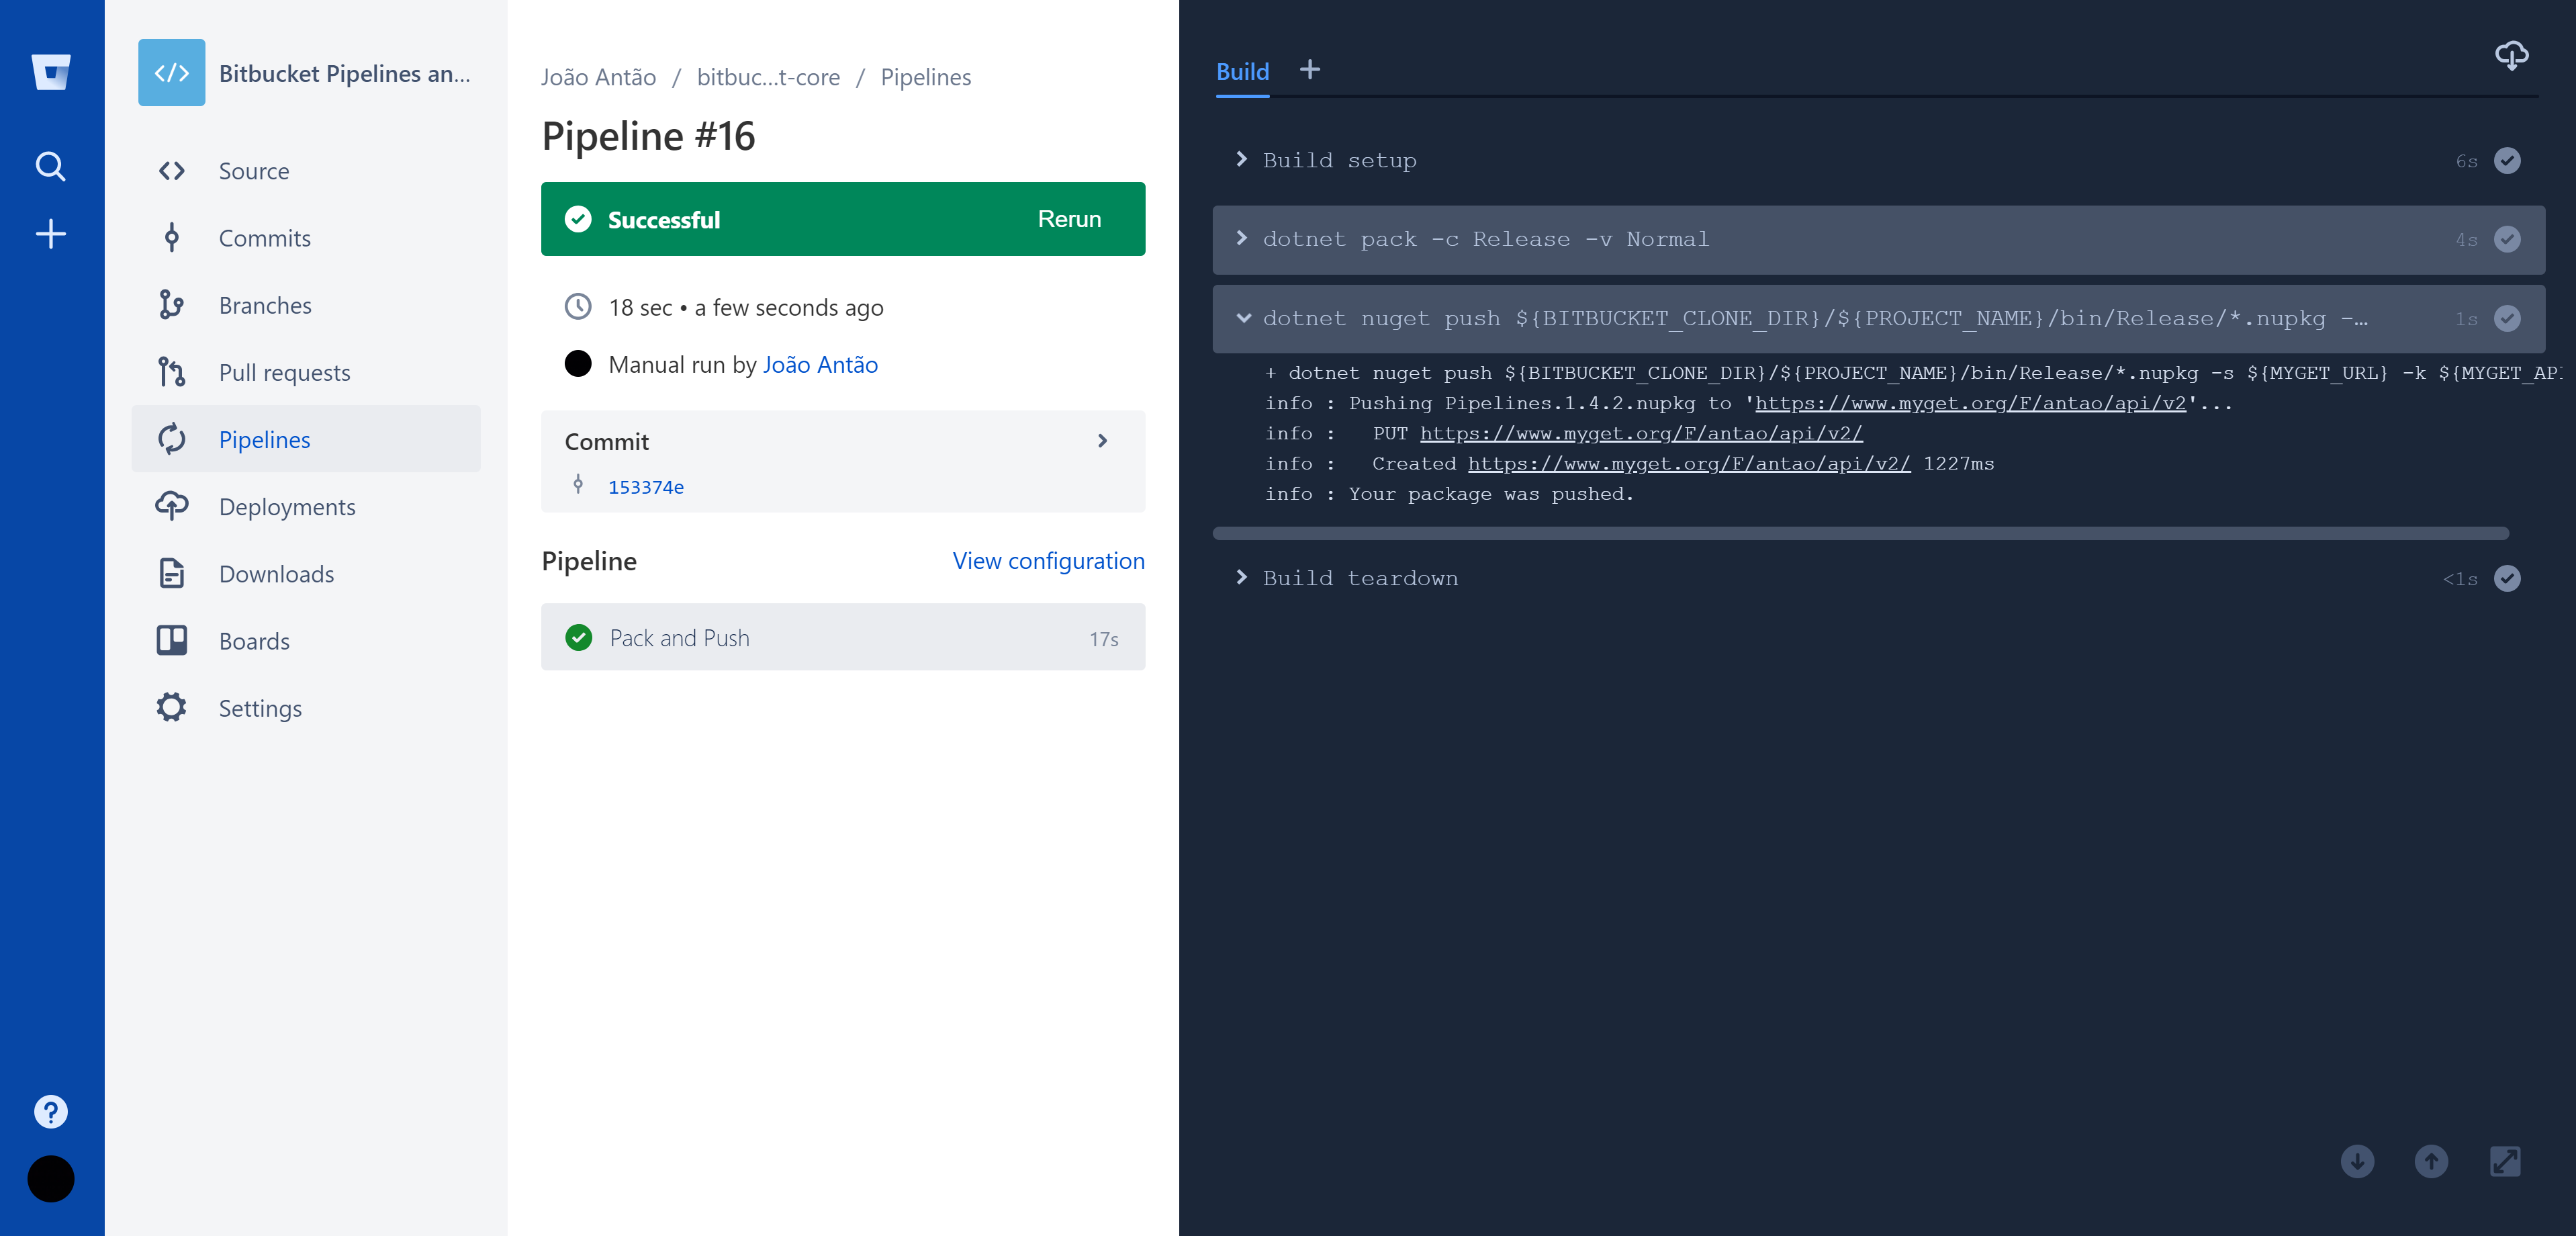 Bitbucket Pipelines an...
Source
Commits
Branches
Pull requests
Pipelines
Deployments
Downloads
Boards
Settings
João Antão / bitbuc...t-core / Pipelines
Pipeline #16
Successful Rerun
18 sec • a few seconds ago
Manual run by João Antão
Commit
153374e
Pipeline View configuration
Pack and Push 17s
Build
Build setup 6s
dotnet pack -c Release -v Normal 4s
dotnet nuget push ${BITBUCKET_CLONE_DIR}/${PROJECT_NAME}/bin/Release/*.nupkg -... 1s
+ dotnet nuget push ${BITBUCKET_CLONE_DIR}/${PROJECT_NAME}/bin/Release/*.nupkg -s ${MYGET_URL} -k ${MYGET_AP
info : Pushing Pipelines.1.4.2.nupkg to 'https://www.myget.org/F/antao/api/v2'...
info :   PUT https://www.myget.org/F/antao/api/v2/
info :   Created https://www.myget.org/F/antao/api/v2/ 1227ms
info : Your package was pushed.
Build teardown <1s